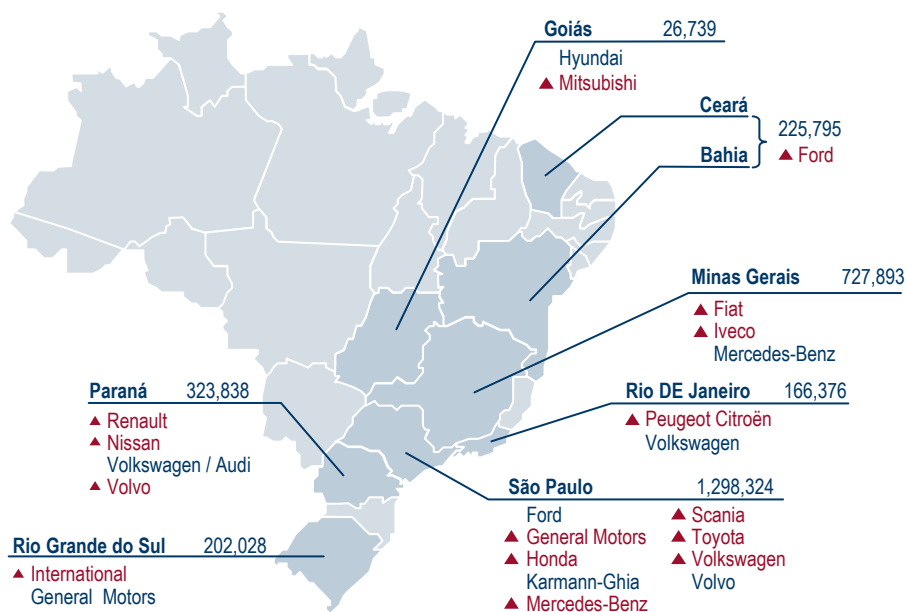 Goiás 26,739
Hyundai
▲ Mitsubishi
Ceará
Bahia
225,795
▲ Ford
Minas Gerais 727,893
▲ Fiat
▲ Iveco
Mercedes-Benz
Paraná 323,838
▲ Renault
▲ Nissan
Volkswagen / Audi
▲ Volvo
Rio DE Janeiro 166,376
▲ Peugeot Citroën
Volkswagen
São Paulo 1,298,324
Ford
▲ General Motors
▲ Honda
Karmann-Ghia
▲ Mercedes-Benz
▲ Scania
▲ Toyota
▲ Volkswagen
Volvo
Rio Grande do Sul 202,028
▲ International
General Motors